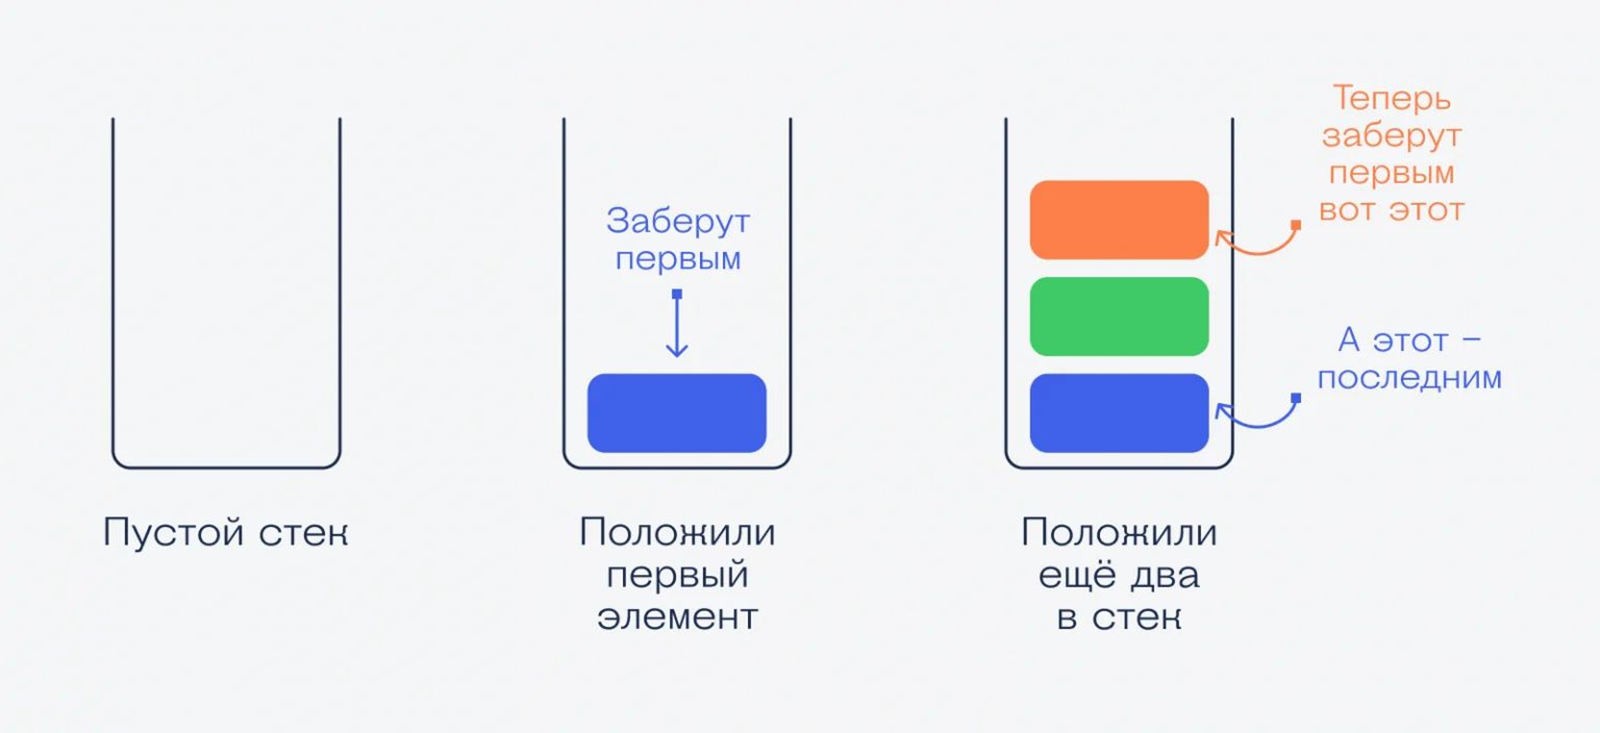 Пустой стек
Заберут
первым
Положили
первый
элемент
Теперь
заберут
первым
вот этот
А этот –
последним
Положили
ещё два
в стек